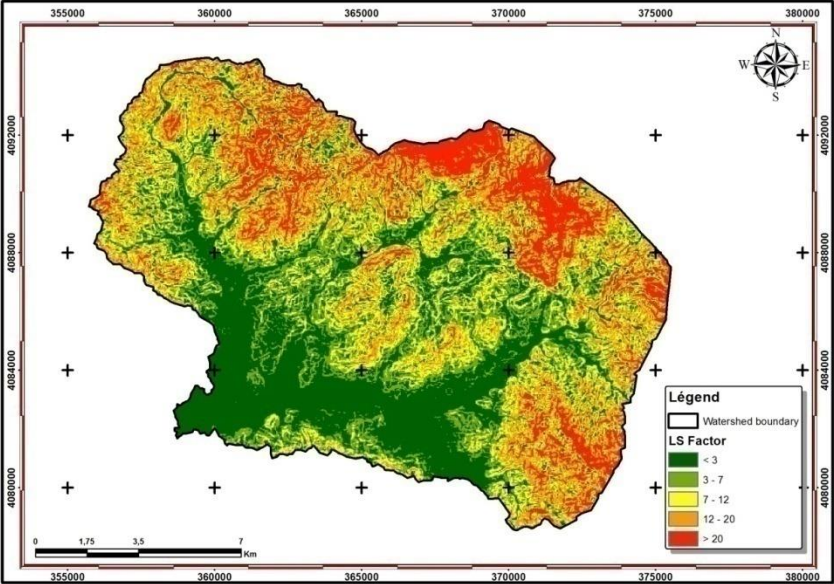 355000 360000 365000 370000 375000 380000
N
W E
S
4092000 4092000
4088000 4088000
4084000 4084000
4080000 4080000
Légend
Watershed boundary
LS Factor
< 3
3 - 7
7 - 12
12 - 20
> 20
0 1,75 3,5 7
Km
355000 360000 365000 370000 375000 380000